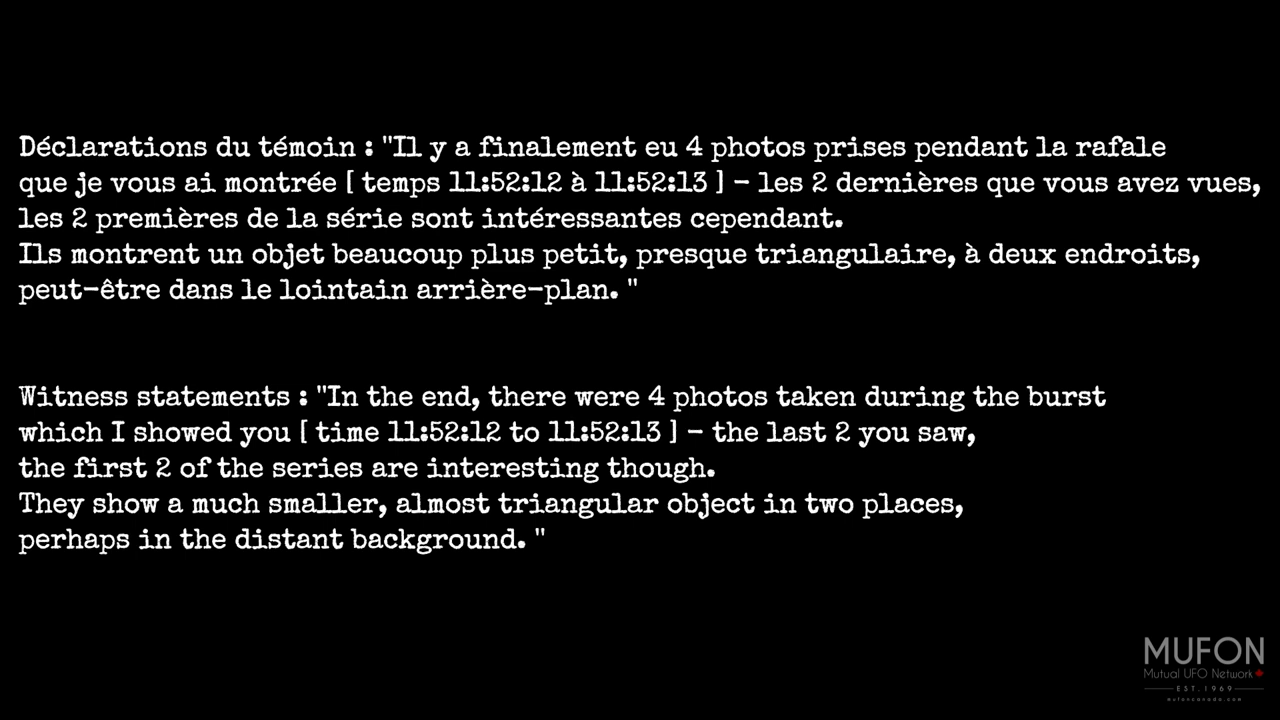 Déclarations du témoin : "Il y a finalement eu 4 photos prises pendant la rafale
que je vous ai montrée [ temps 11:52:12 à 11:52:13 ] - les 2 dernières que vous avez vues,
les 2 premières de la série sont intéressantes cependant.
Ils montrent un objet beaucoup plus petit, presque triangulaire, à deux endroits,
peut-être dans le lointain arrière-plan. "
Witness statements : "In the end, there were 4 photos taken during the burst
which I showed you [ time 11:52:12 to 11:52:13 ] - the last 2 you saw,
the first 2 of the series are interesting though.
They show a much smaller, almost triangular object in two places,
perhaps in the distant background. "
MUFON
Mutual UFO Network
EST.1969
mufoncanada.com